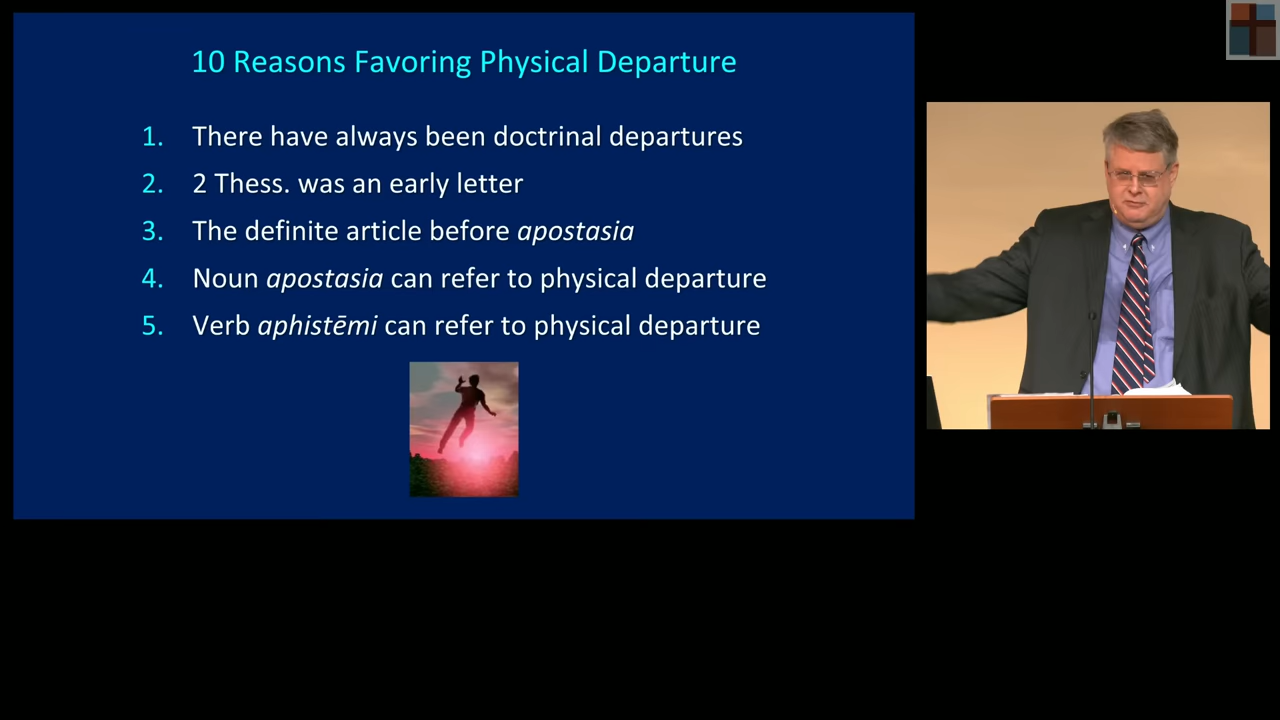 10 Reasons Favoring Physical Departure
1. There have always been doctrinal departures
2. 2 Thess. was an early letter
3. The definite article before apostasia
4. Noun apostasia can refer to physical departure
5. Verb aphistēmi can refer to physical departure